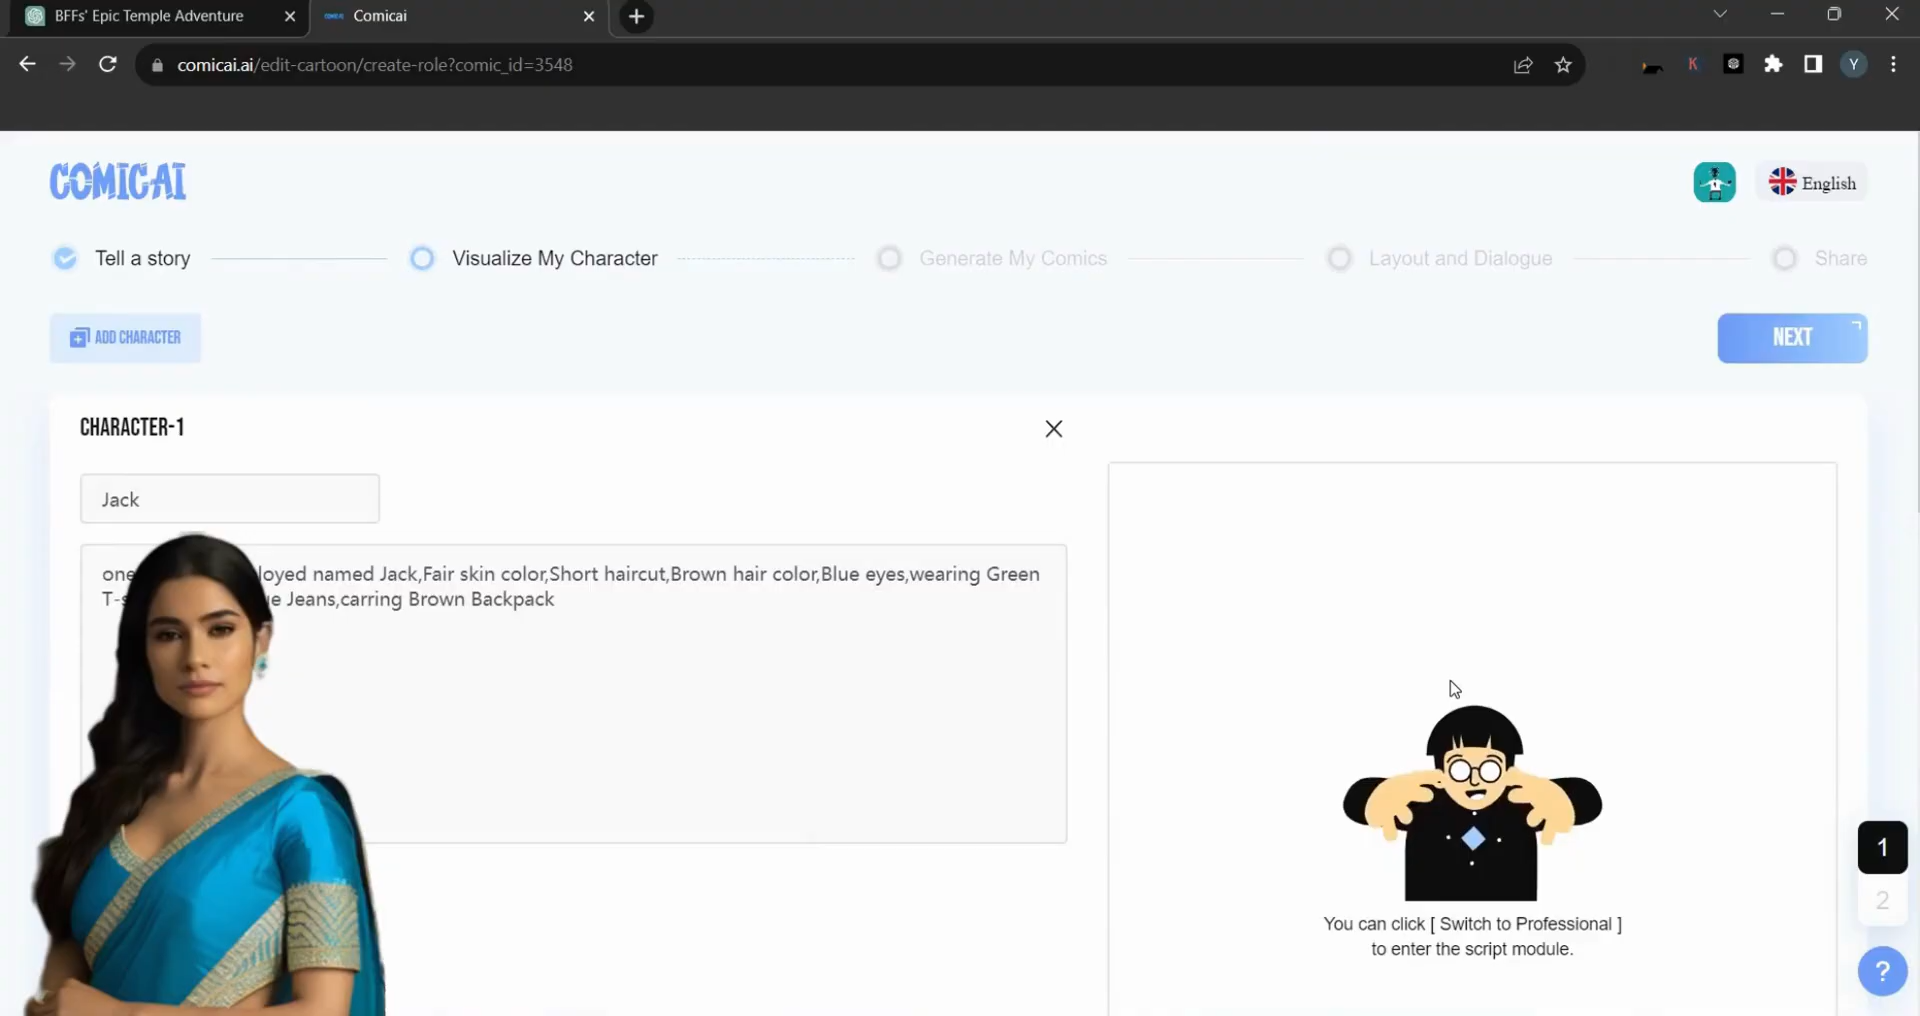 BFFs' Epic Temple Adventure
Comicai
comicai.ai/edit-cartoon/create-role?comic_id=3548
K
Y
COMICAI
English
Tell a story
Visualize My Character
Generate My Comics
Layout and Dialogue
Share
ADD CHARACTER
NEXT
CHARACTER-1
Jack
one loyed named Jack,Fair skin color,Short haircut,Brown hair color,Blue eyes,wearing Green
T-s e Jeans,carring Brown Backpack
1
2
You can click [ Switch to Professional ]
to enter the script module.
?